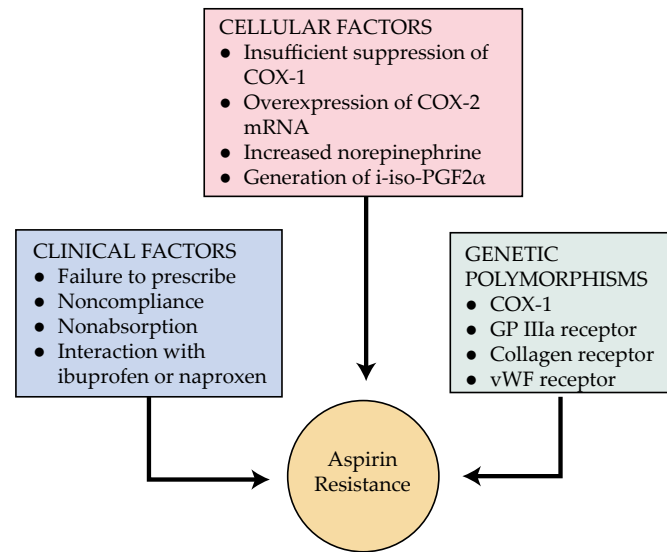 CELLULAR FACTORS
● Insufficient suppression of
COX-1
● Overexpression of COX-2
mRNA
● Increased norepinephrine
● Generation of i-iso-PGF2α
CLINICAL FACTORS
● Failure to prescribe
● Noncompliance
● Nonabsorption
● Interaction with
ibuprofen or naproxen
GENETIC
POLYMORPHISMS
● COX-1
● GP IIIa receptor
● Collagen receptor
● vWF receptor
Aspirin
Resistance